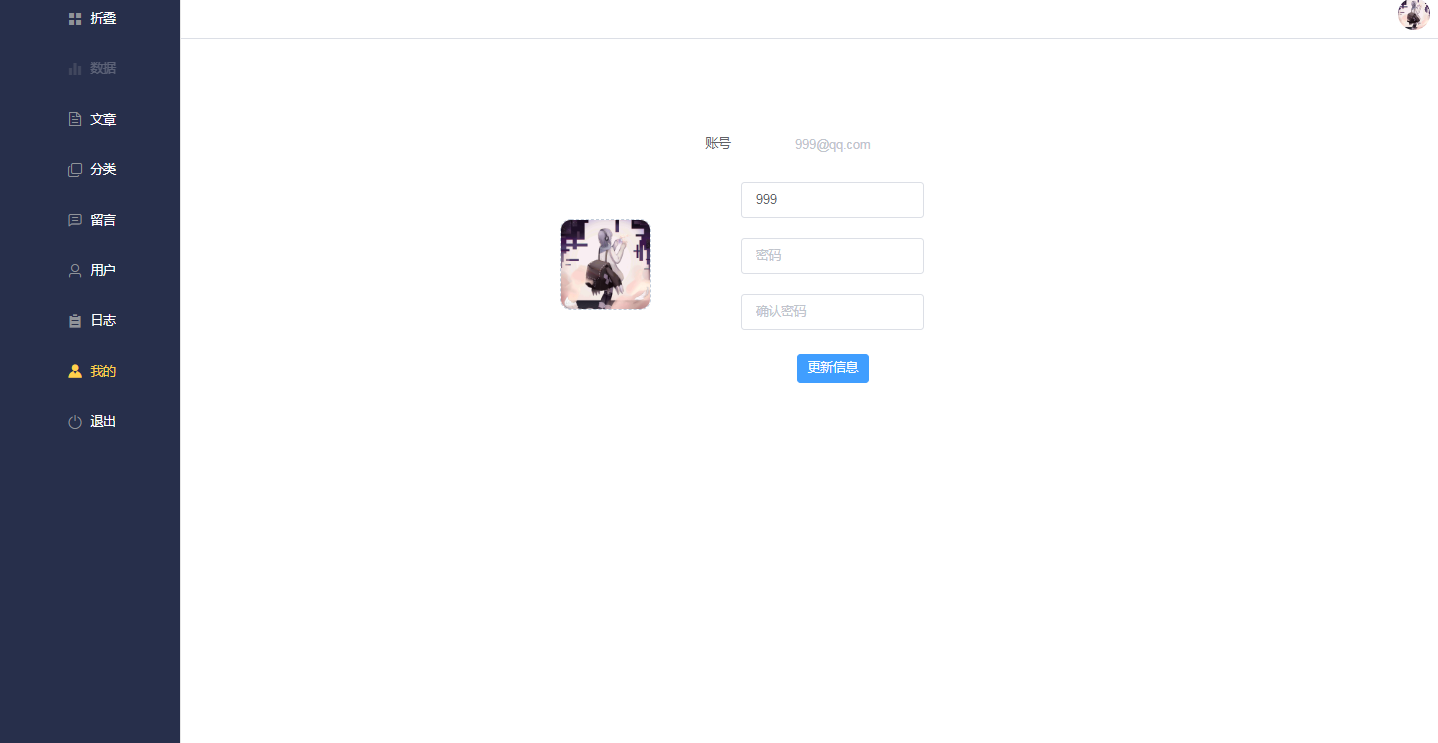 折叠
数据
文章
分类
留言
用户
日志
我的
退出
账号 999@qq.com
999
密码
确认密码
更新信息